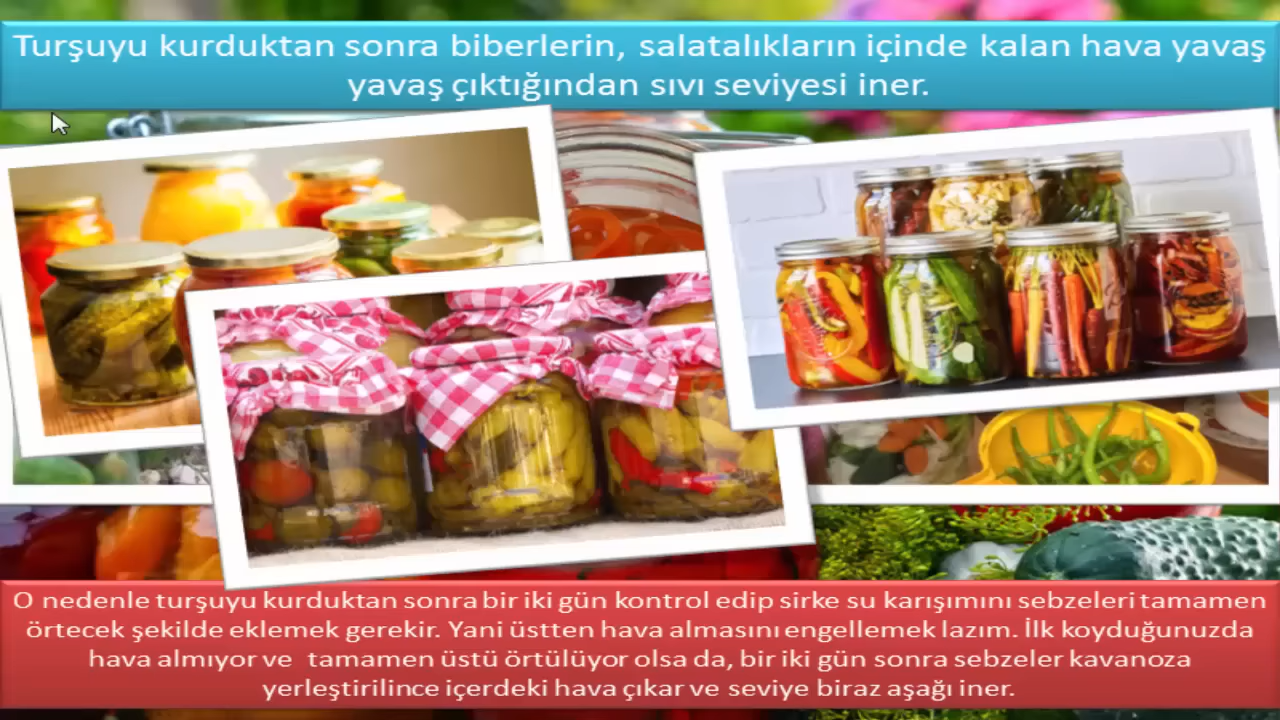 Turşuyu kurduktan sonra biberlerin, salatalıkların içinde kalan hava yavaş
yavaş çıktığından sıvı seviyesi iner.
O nedenle turşuyu kurduktan sonra bir iki gün kontrol edip sirke su karışımını sebzeleri tamamen
örtecek şekilde eklemek gerekir. Yani üstten hava almasını engellemek lazım. İlk koyduğunuzda
hava almıyor ve tamamen üstü örtülüyor olsa da, bir iki gün sonra sebzeler kavanoza
yerleştirilince içerdeki hava çıkar ve seviye biraz aşağı iner.